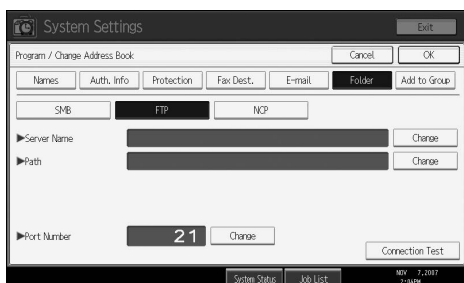 System Settings Exit
Program / Change Address Book Cancel OK
Names Auth. Info Protection Fax Dest. E-mail Folder Add to Group
SMB FTP NCP
▶Server Name Change
▶Path Change
▶Port Number 21 Change
Connection Test
System Status Job List NOV 7,2007
2:04PM